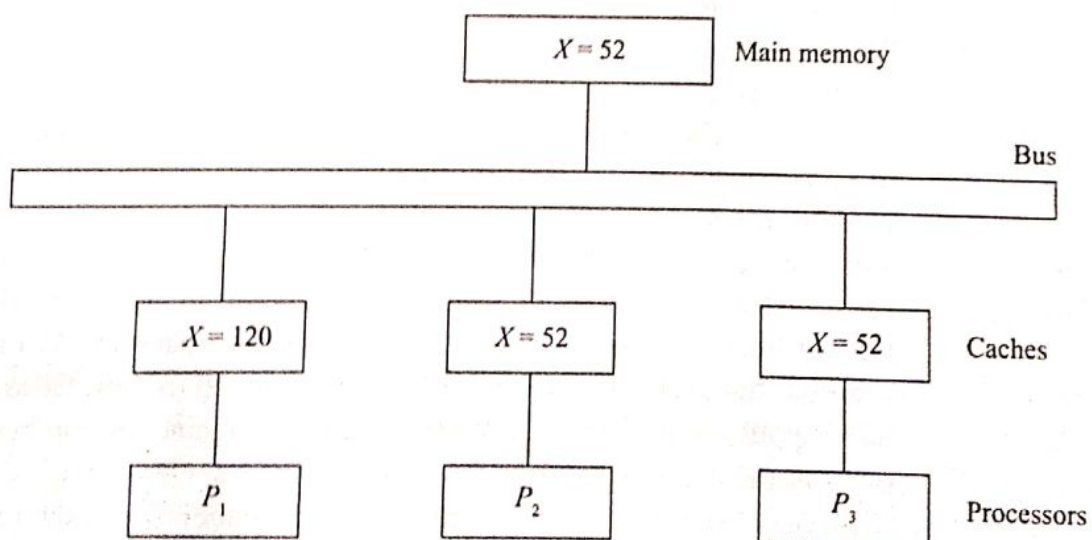 X = 52 Main memory
Bus
X = 120 X = 52 X = 52 Caches
P₁ P₂ P₃ Processors